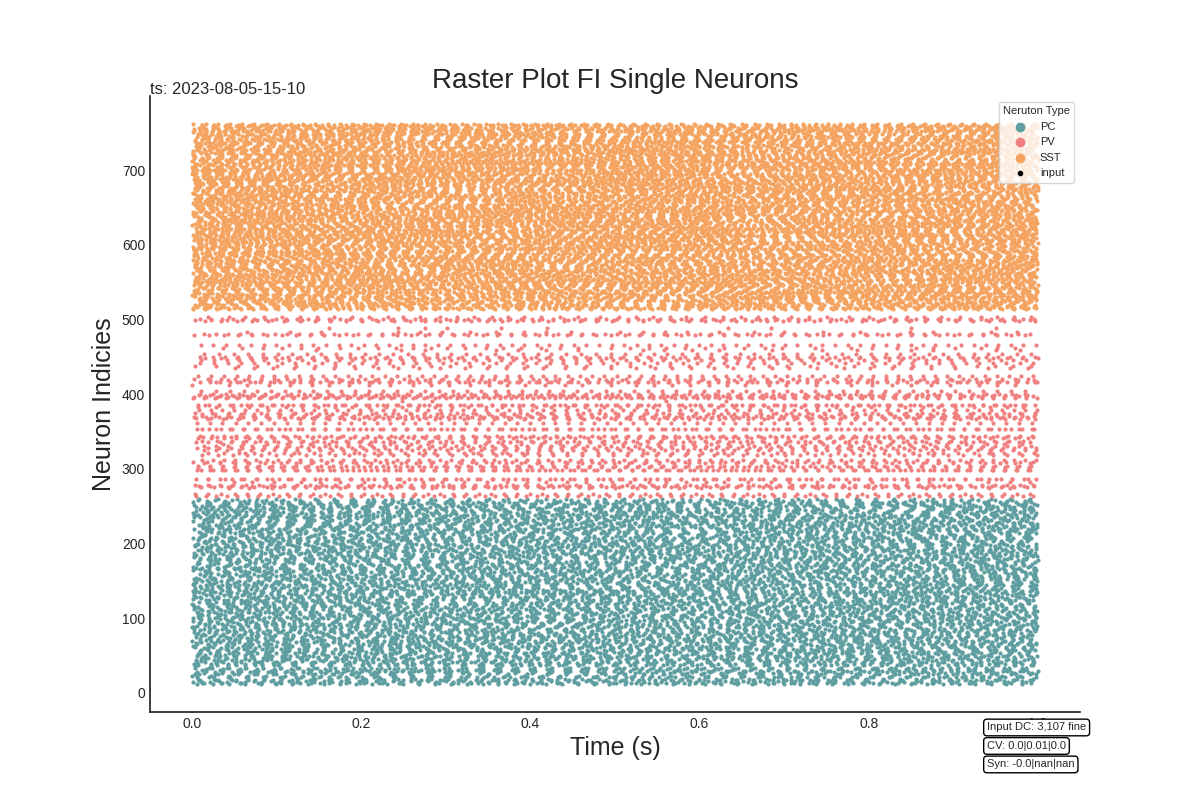 Raster Plot FI Single Neurons
ts: 2023-08-05-15-10
Neruton Type
PC
PV
SST
input
700
600
500
400
300
200
100
0
Neuron Indicies
0.0 0.2 0.4 0.6 0.8
Time (s)
Input DC: 3,107 fine
CV: 0.0|0.01|0.0
Syn: -0.0|nan|nan